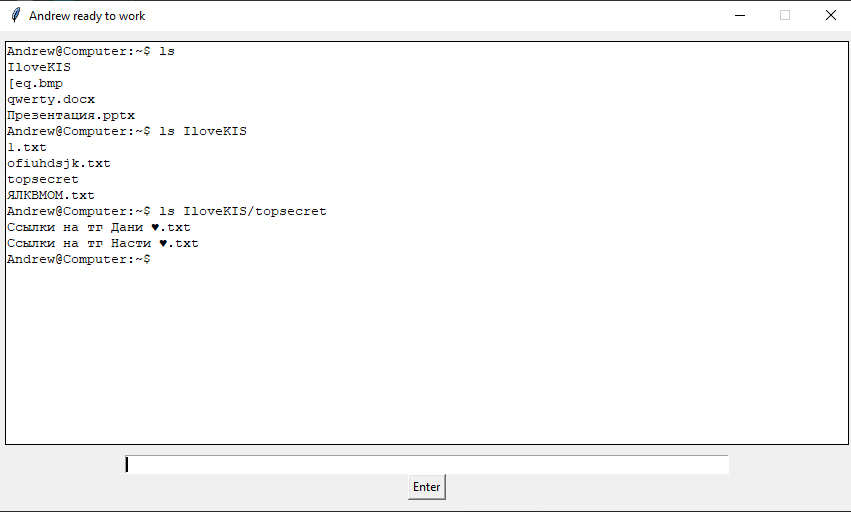 Andrew ready to work
Andrew@Computer:~$ ls
IloveKIS
[eq.bmp
qwerty.docx
Презентация.pptx
Andrew@Computer:~$ ls IloveKIS
1.txt
ofiuhdsjk.txt
topsecret
ЯЛКВМОМ.txt
Andrew@Computer:~$ ls IloveKIS/topsecret
Ссылки на тг Дани ♥.txt
Ссылки на тг Насти ♥.txt
Andrew@Computer:~$
Enter